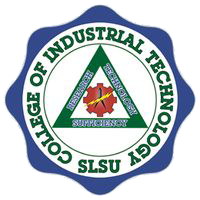 COLLEGE OF INDUSTRIAL TECHNOLOGY
SLSU
RESEARCH
TECHNOLOGY
SUFFICIENCY